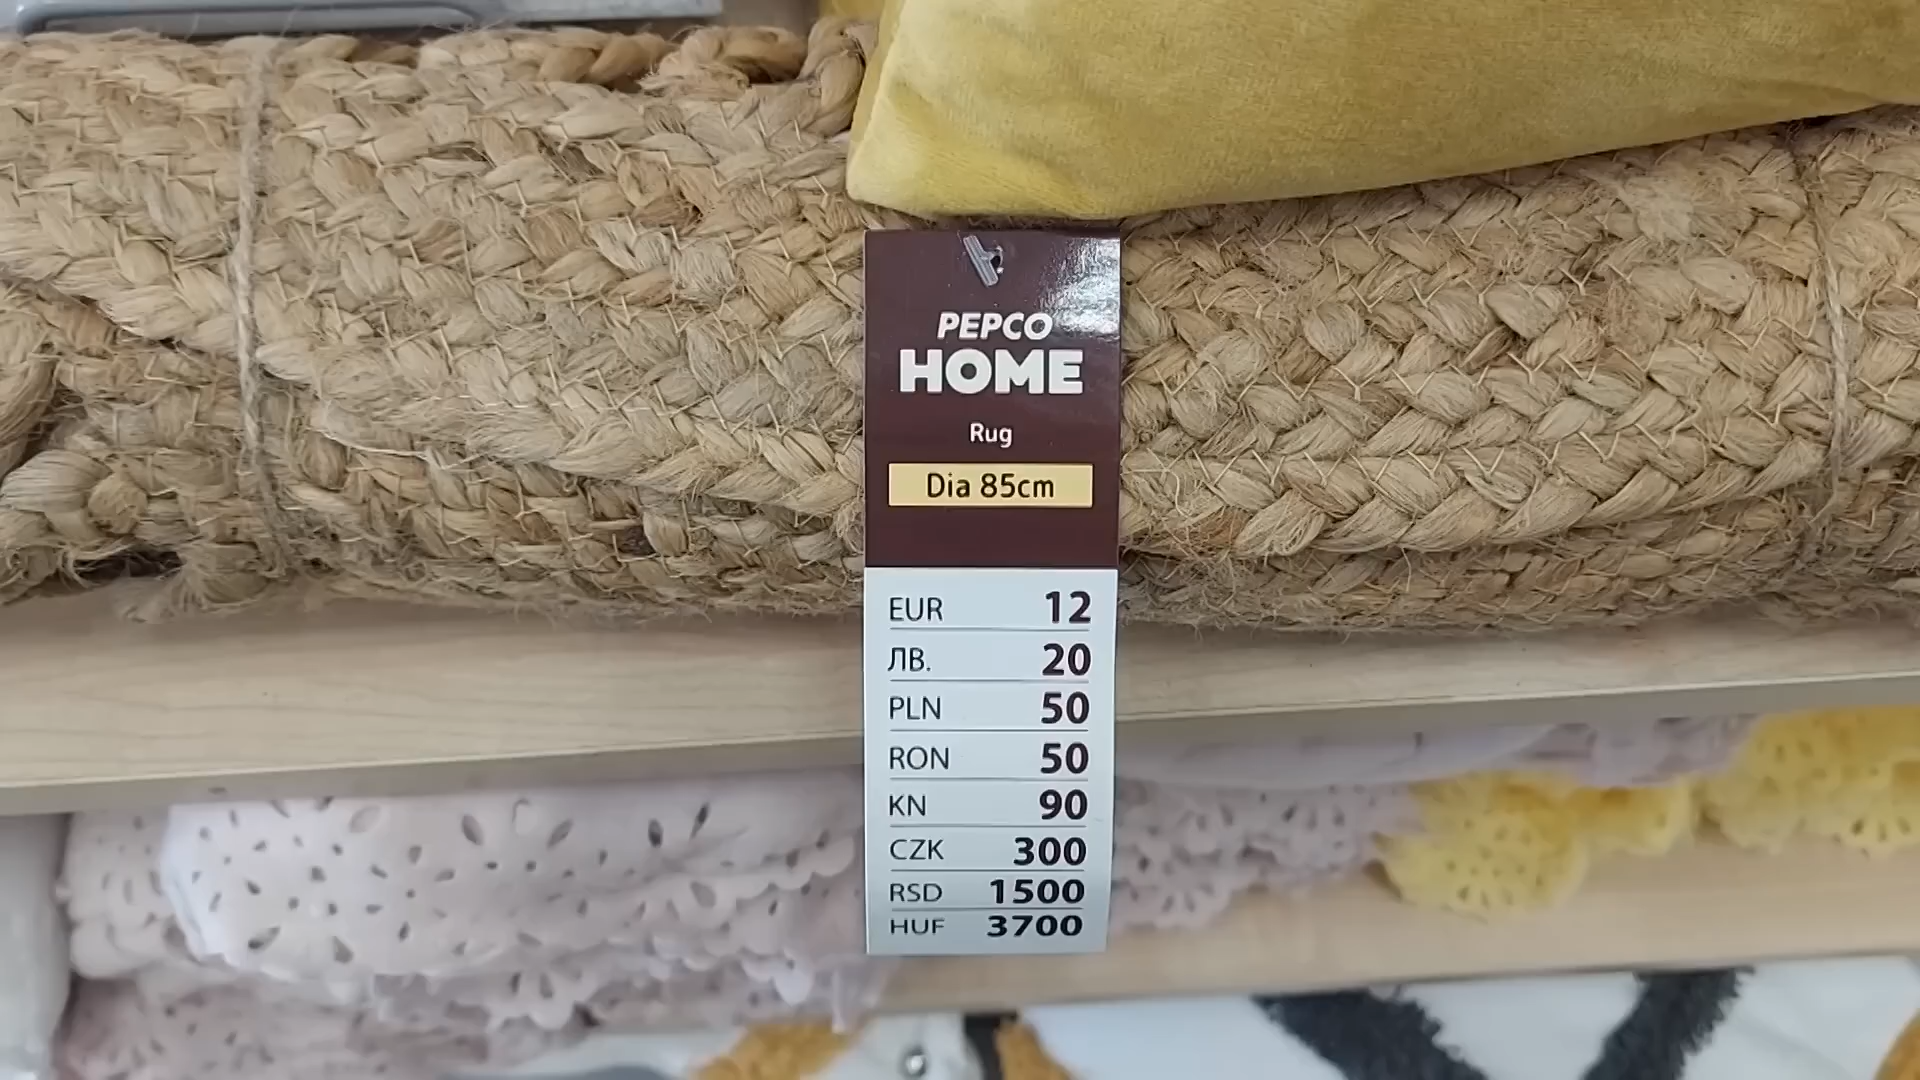 PEPCO
HOME
Rug
Dia 85cm
EUR 12
ЛВ. 20
PLN 50
RON 50
KN 90
CZK 300
RSD 1500
HUF 3700